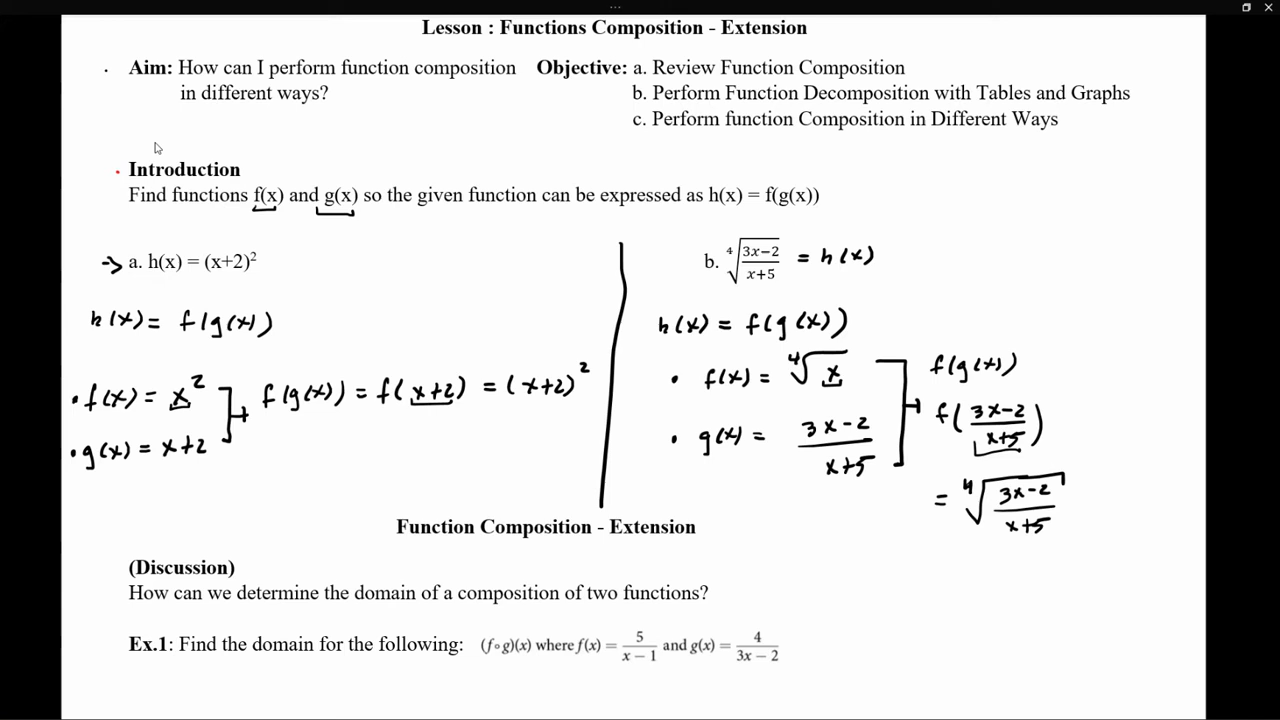 Lesson : Functions Composition - Extension
Aim: How can I perform function composition
in different ways?
Objective: a. Review Function Composition
b. Perform Function Decomposition with Tables and Graphs
c. Perform function Composition in Different Ways
Introduction
Find functions f(x) and g(x) so the given function can be expressed as h(x) = f(g(x))
-> a. h(x) = (x+2)²
h(x) = f(g(x))
• f(x) = x²
• g(x) = x+2
f(g(x)) = f(x+2) = (x+2)²
b. ⁴√((3x−2)/(x+5)) = h(x)
h(x) = f(g(x))
• f(x) = ⁴√x
• g(x) = (3x-2)/(x+5)
f(g(x))
f((3x-2)/(x+5))
= ⁴√((3x-2)/(x+5))
Function Composition - Extension
(Discussion)
How can we determine the domain of a composition of two functions?
Ex.1: Find the domain for the following: (f∘g)(x) where f(x) = 5/(x − 1) and g(x) = 4/(3x − 2)